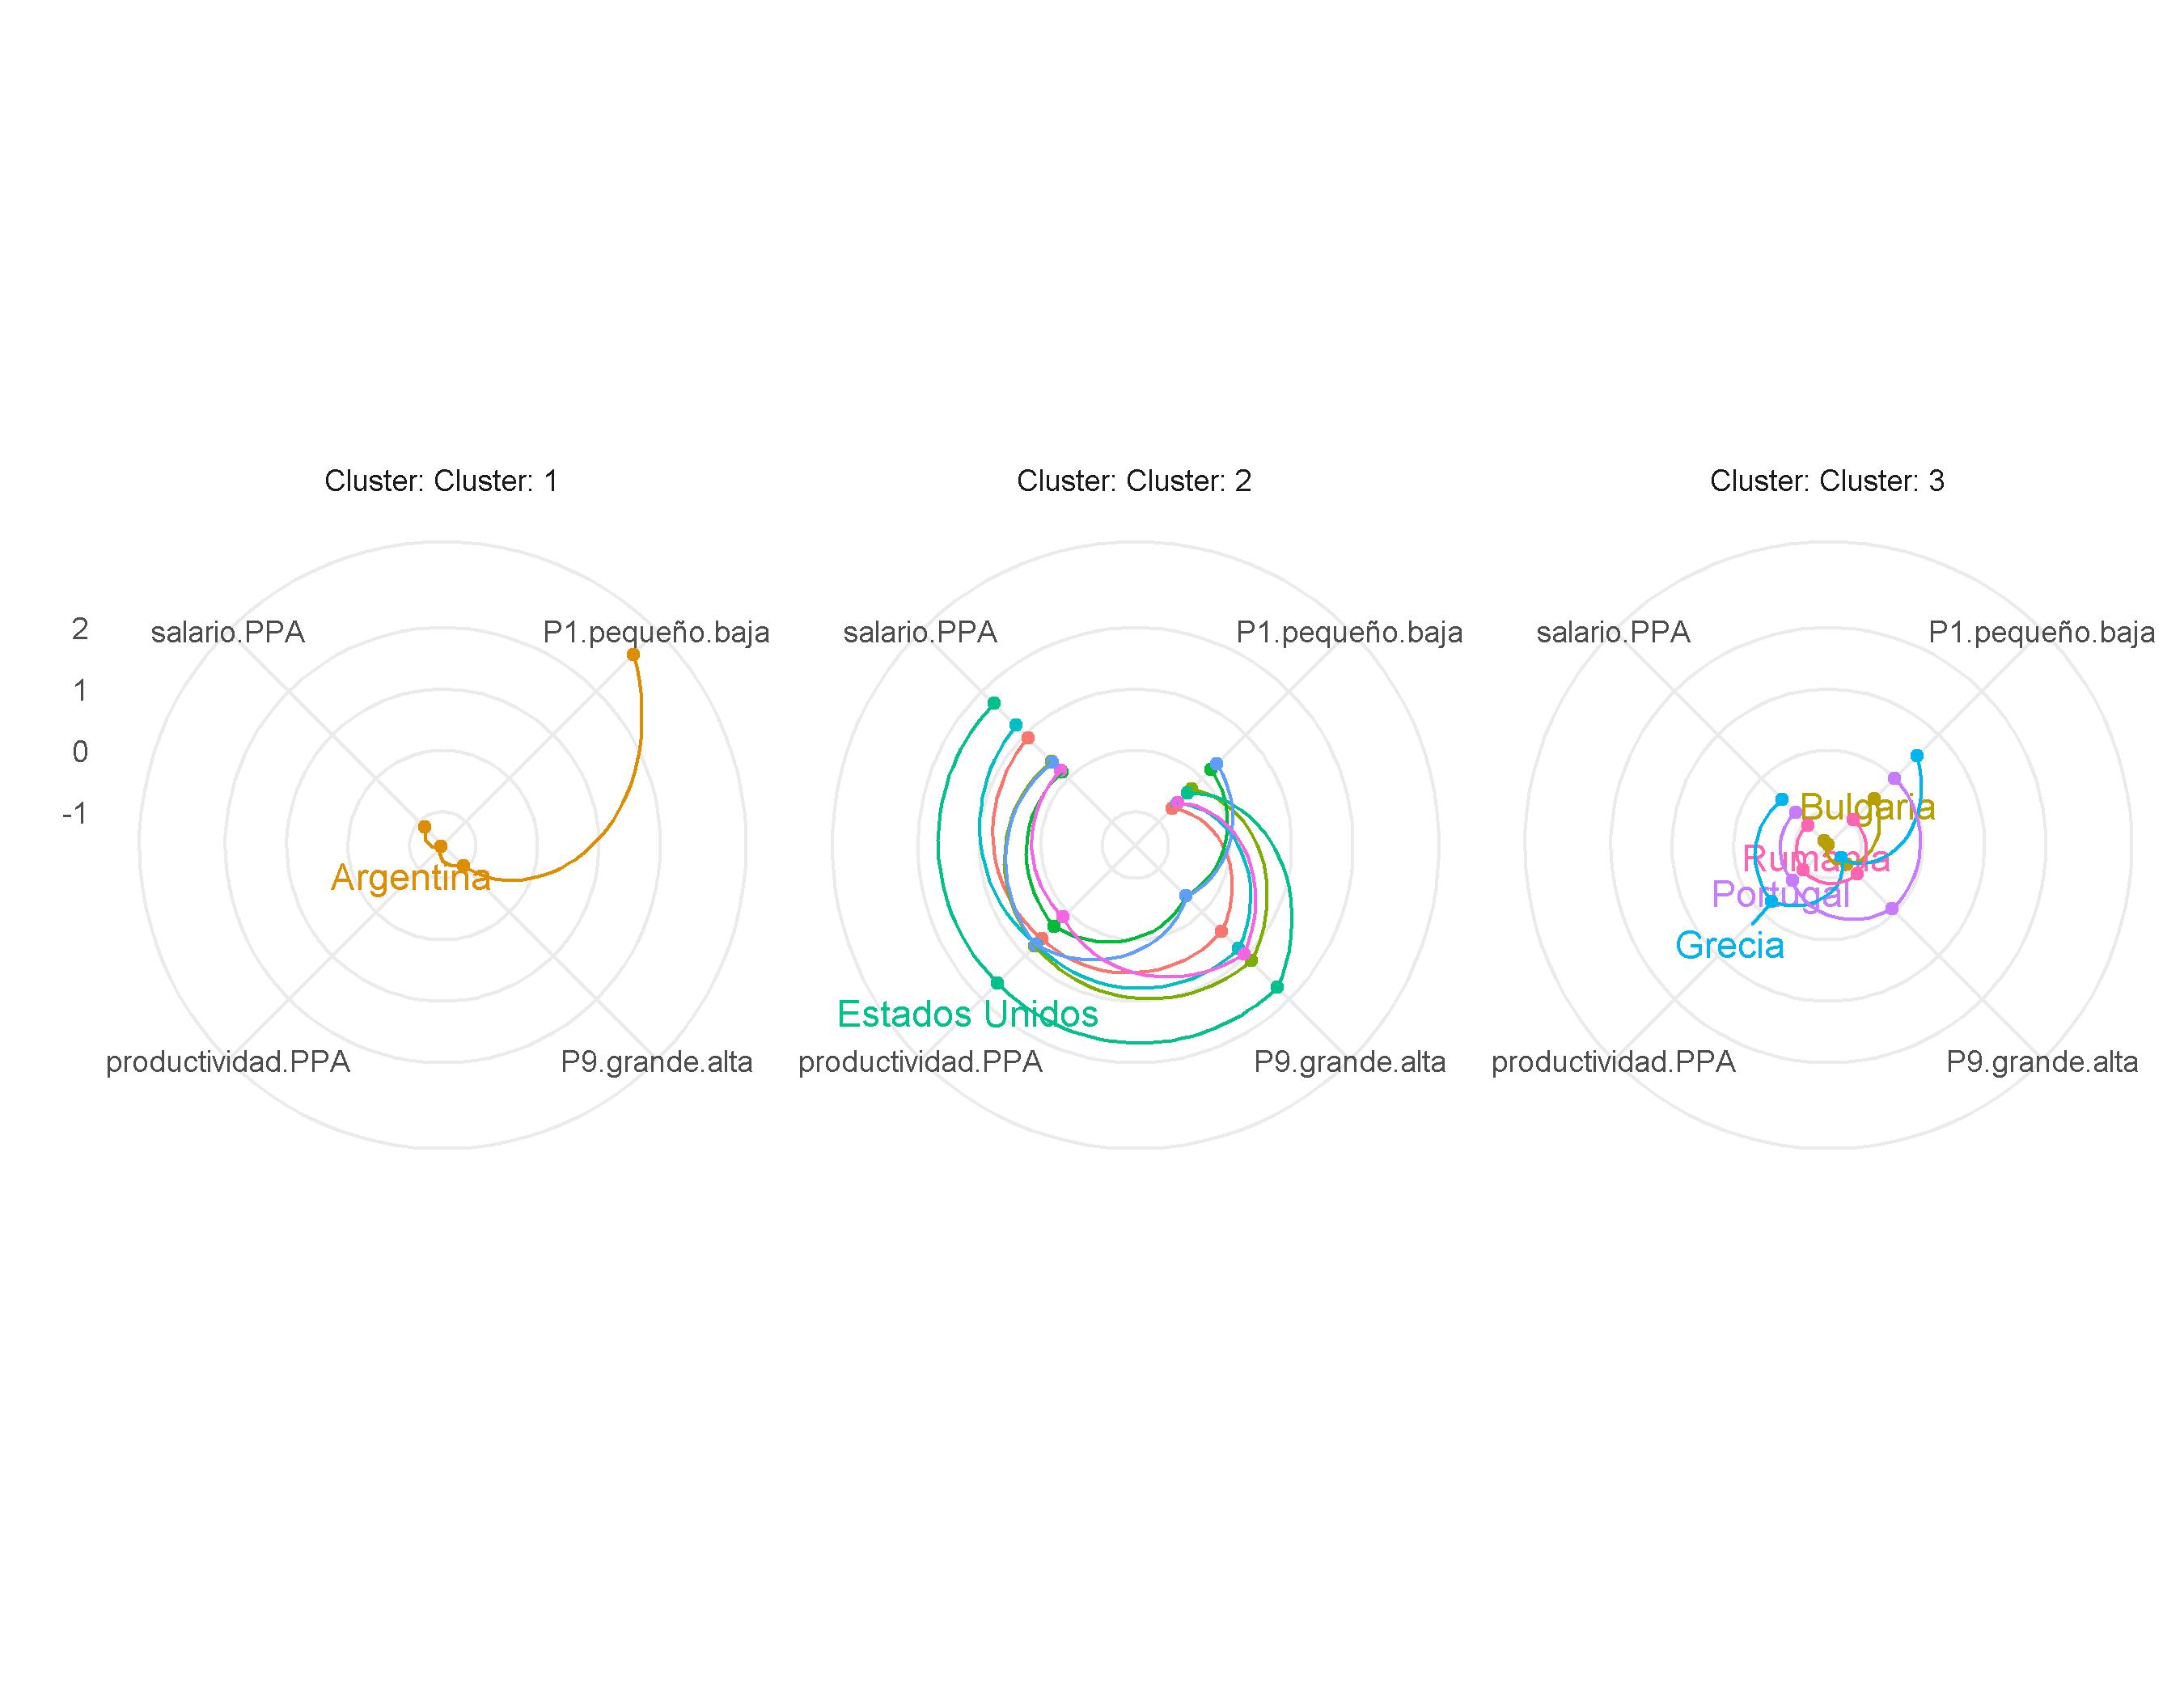 Cluster: Cluster: 1
Cluster: Cluster: 2
Cluster: Cluster: 3
2
1
0
-1
salario.PPA
P1.pequeño.baja
Argentina
productividad.PPA
P9.grande.alta
salario.PPA
P1.pequeño.baja
Estados Unidos
productividad.PPA
P9.grande.alta
salario.PPA
P1.pequeño.baja
Bulgaria
Rumania
Portugal
Grecia
productividad.PPA
P9.grande.alta